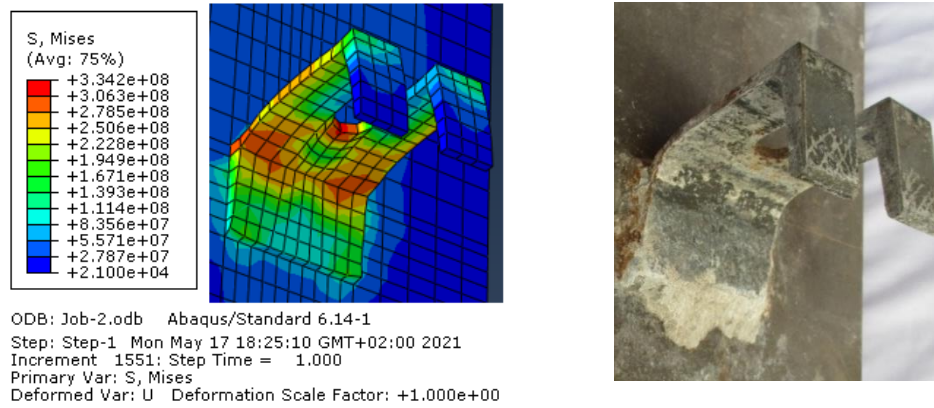 S, Mises
(Avg: 75%)
+3.342e+08
+3.063e+08
+2.785e+08
+2.506e+08
+2.228e+08
+1.949e+08
+1.671e+08
+1.393e+08
+1.114e+08
+8.356e+07
+5.571e+07
+2.787e+07
+2.100e+04
ODB: Job-2.odb Abaqus/Standard 6.14-1
Step: Step-1 Mon May 17 18:25:10 GMT+02:00 2021
Increment 1551: Step Time = 1.000
Primary Var: S, Mises
Deformed Var: U Deformation Scale Factor: +1.000e+00